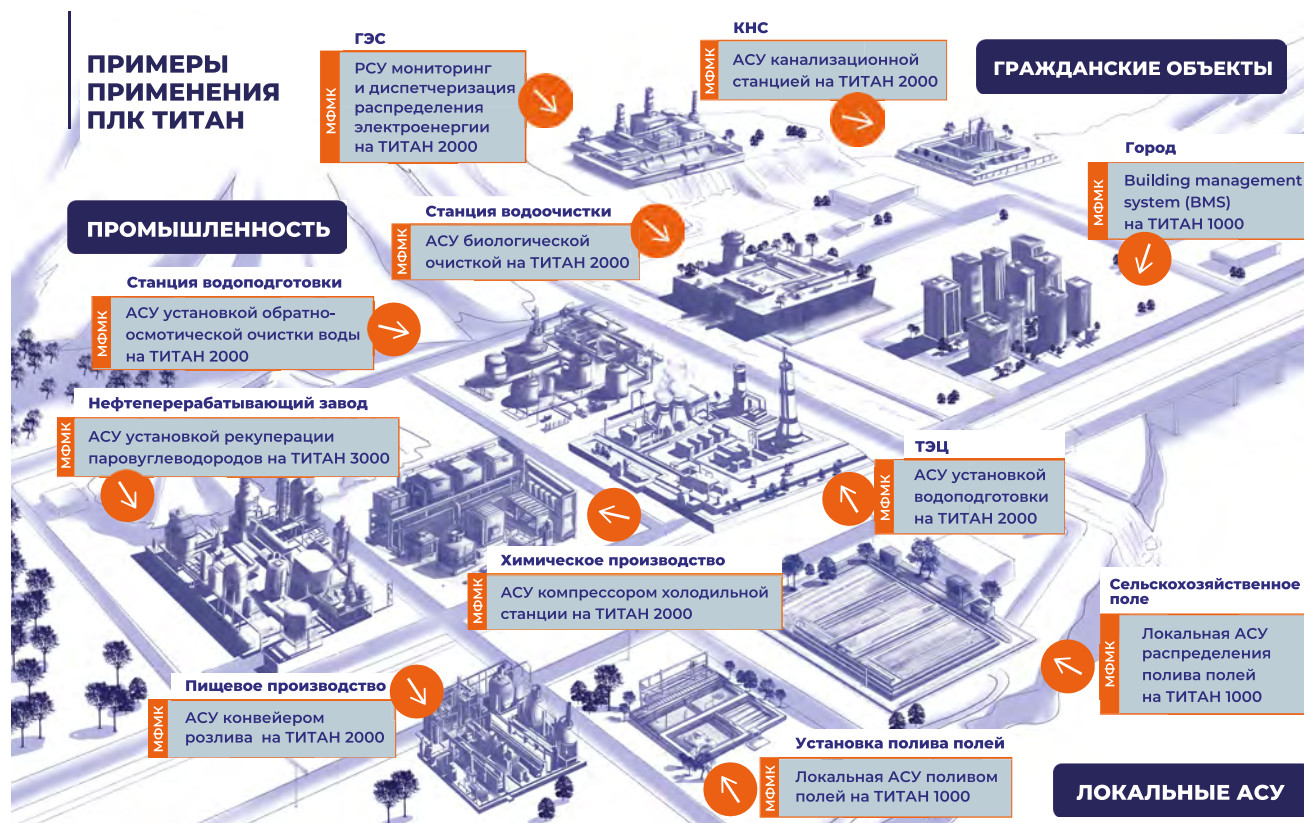 ПРИМЕРЫ
ПРИМЕНЕНИЯ
ПЛК ТИТАН
ГЭС
МФМК
РСУ мониторинг
и диспетчеризация
распределения
электроенергии
на ТИТАН 2000
КНС
МФМК
АСУ канализационной
станцией на ТИТАН 2000
ГРАЖДАНСКИЕ ОБЪЕКТЫ
Город
МФМК
Building management
system (BMS)
на ТИТАН 1000
ПРОМЫШЛЕННОСТЬ
Станция водоочистки
МФМК
АСУ биологической
очисткой на ТИТАН 2000
Станция водоподготовки
МФМК
АСУ установкой обратно-
осмотической очистки воды
на ТИТАН 2000
Нефтеперерабатывающий завод
МФМК
АСУ установкой рекуперации
паровуглеводородов на ТИТАН 3000
ТЭЦ
МФМК
АСУ установкой
водоподготовки
на ТИТАН 2000
Химическое производство
МФМК
АСУ компрессором холодильной
станции на ТИТАН 2000
Сельскохозяйственное
поле
МФМК
Локальная АСУ
распределения
полива полей
на ТИТАН 1000
Пищевое производство
МФМК
АСУ конвейером
розлива на ТИТАН 2000
Установка полива полей
МФМК
Локальная АСУ поливом
полей на ТИТАН 1000
ЛОКАЛЬНЫЕ АСУ